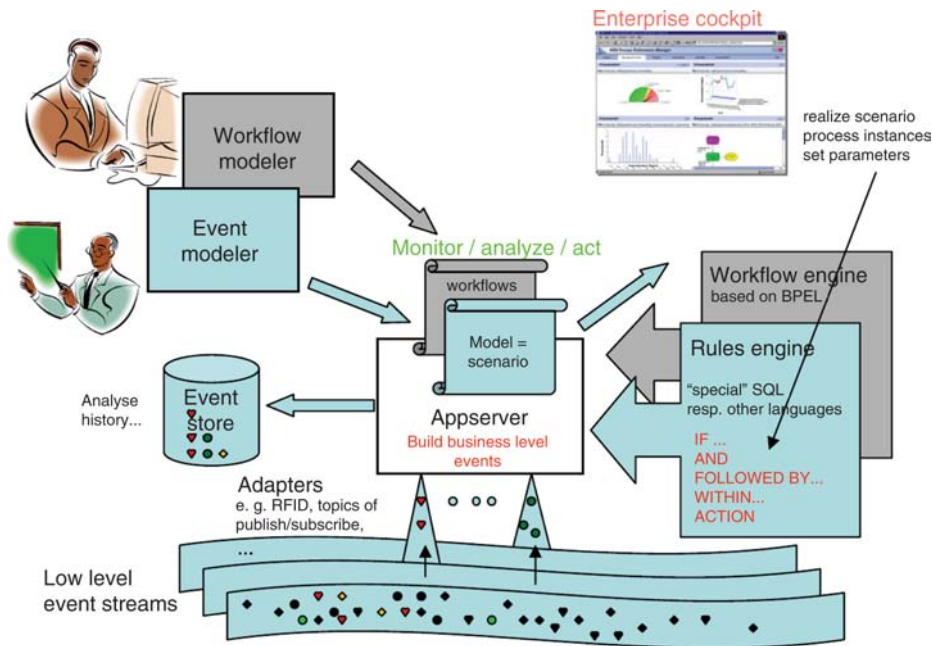 Enterprise cockpit
realize scenario
process instances
set parameters
Workflow
modeler
Event
modeler
Monitor / analyze / act
workflows
Model =
scenario
Workflow engine
based on BPEL
Rules engine
“special” SQL
resp. other languages
IF ...
AND
FOLLOWED BY...
WITHIN...
ACTION
Analyse
history...
Event
store
Appserver
Build business level
events
Adapters
e. g. RFID, topics of
publish/subscribe,
...
Low level
event streams